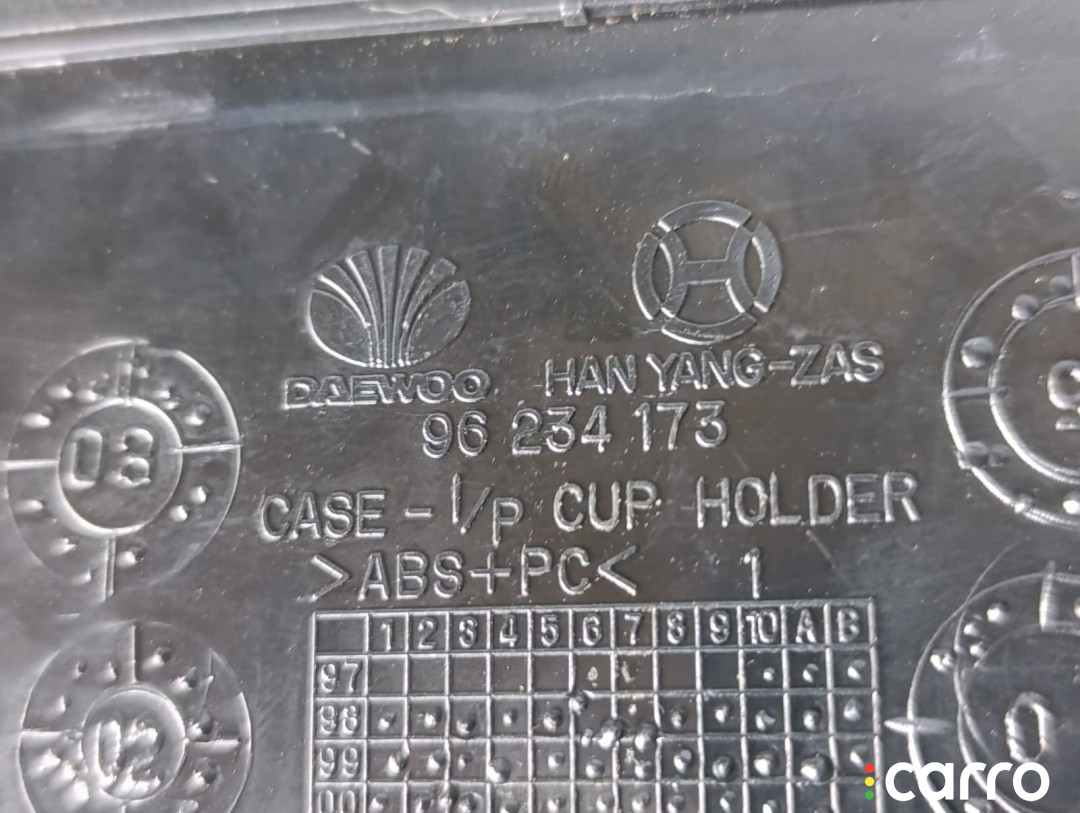 DAEWOO HAN YANG-ZAS
96 234 173
CASE - I/P CUP HOLDER
>ABS+PC< 1
03
02
1 2 3 4 5 6 7 8 9 10 A B
97
98
99
00
carro